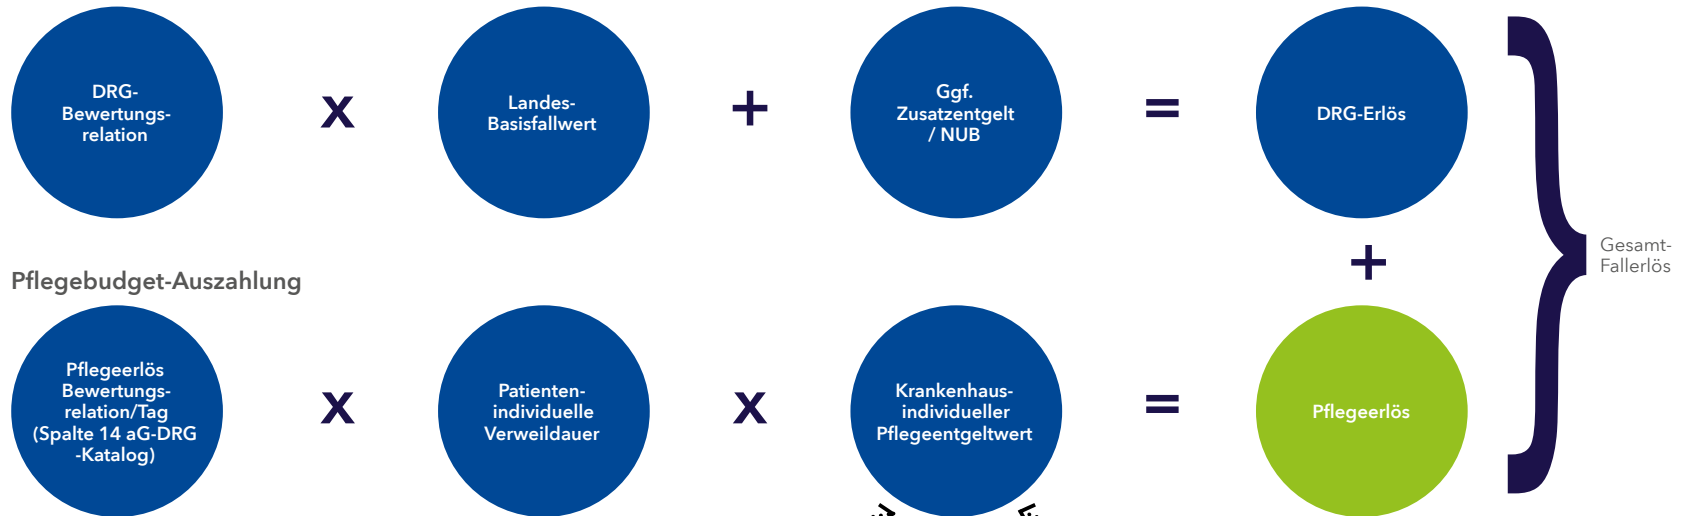 DRG-
Bewertungs-
relation
x
Landes-
Basisfallwert
+
Ggf.
Zusatzentgelt
/ NUB
=
DRG-Erlös
}
+
Gesamt-
Fallerlös
Pflegebudget-Auszahlung
Pflegeerlös
Bewertungs-
relation/Tag
(Spalte 14 aG-DRG
-Katalog)
x
Patienten-
individuelle
Verweildauer
x
Krankenhaus-
individueller
Pflegeentgeltwert
=
Pflegeerlös